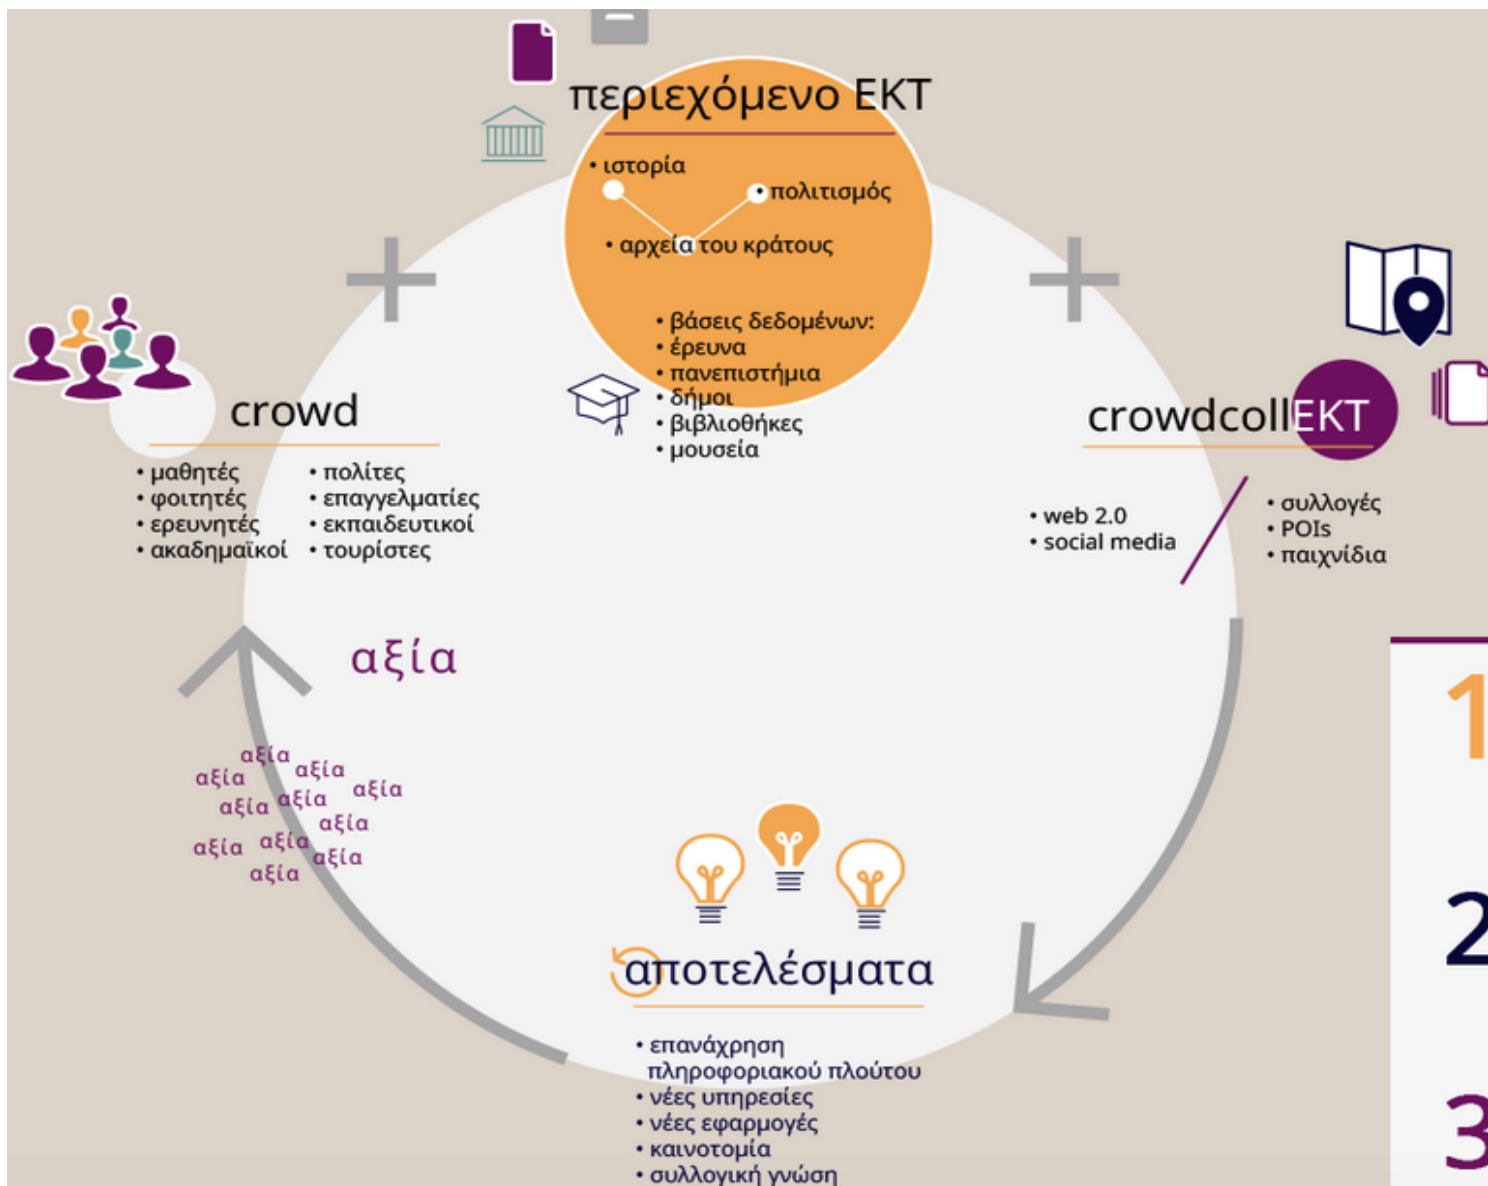 περιεχόμενο ΕΚΤ
• ιστορία
• πολιτισμός
• αρχεία του κράτους
• βάσεις δεδομένων:
• έρευνα
• πανεπιστήμια
• δήμοι
• βιβλιοθήκες
• μουσεία
crowd
• μαθητές
• φοιτητές
• ερευνητές
• ακαδημαϊκοί
• πολίτες
• επαγγελματίες
• εκπαιδευτικοί
• τουρίστες
crowdcollEKT
• web 2.0
• social media
• συλλογές
• POIs
• παιχνίδια
αξία
αξία
αξία
αξία
αξία
αξία
αξία
αξία
αξία
αξία
αξία
αξία
αποτελέσματα
• επανάχρηση
πληροφοριακού πλούτου
• νέες υπηρεσίες
• νέες εφαρμογές
• καινοτομία
• συλλογική γνώση
1
2
3